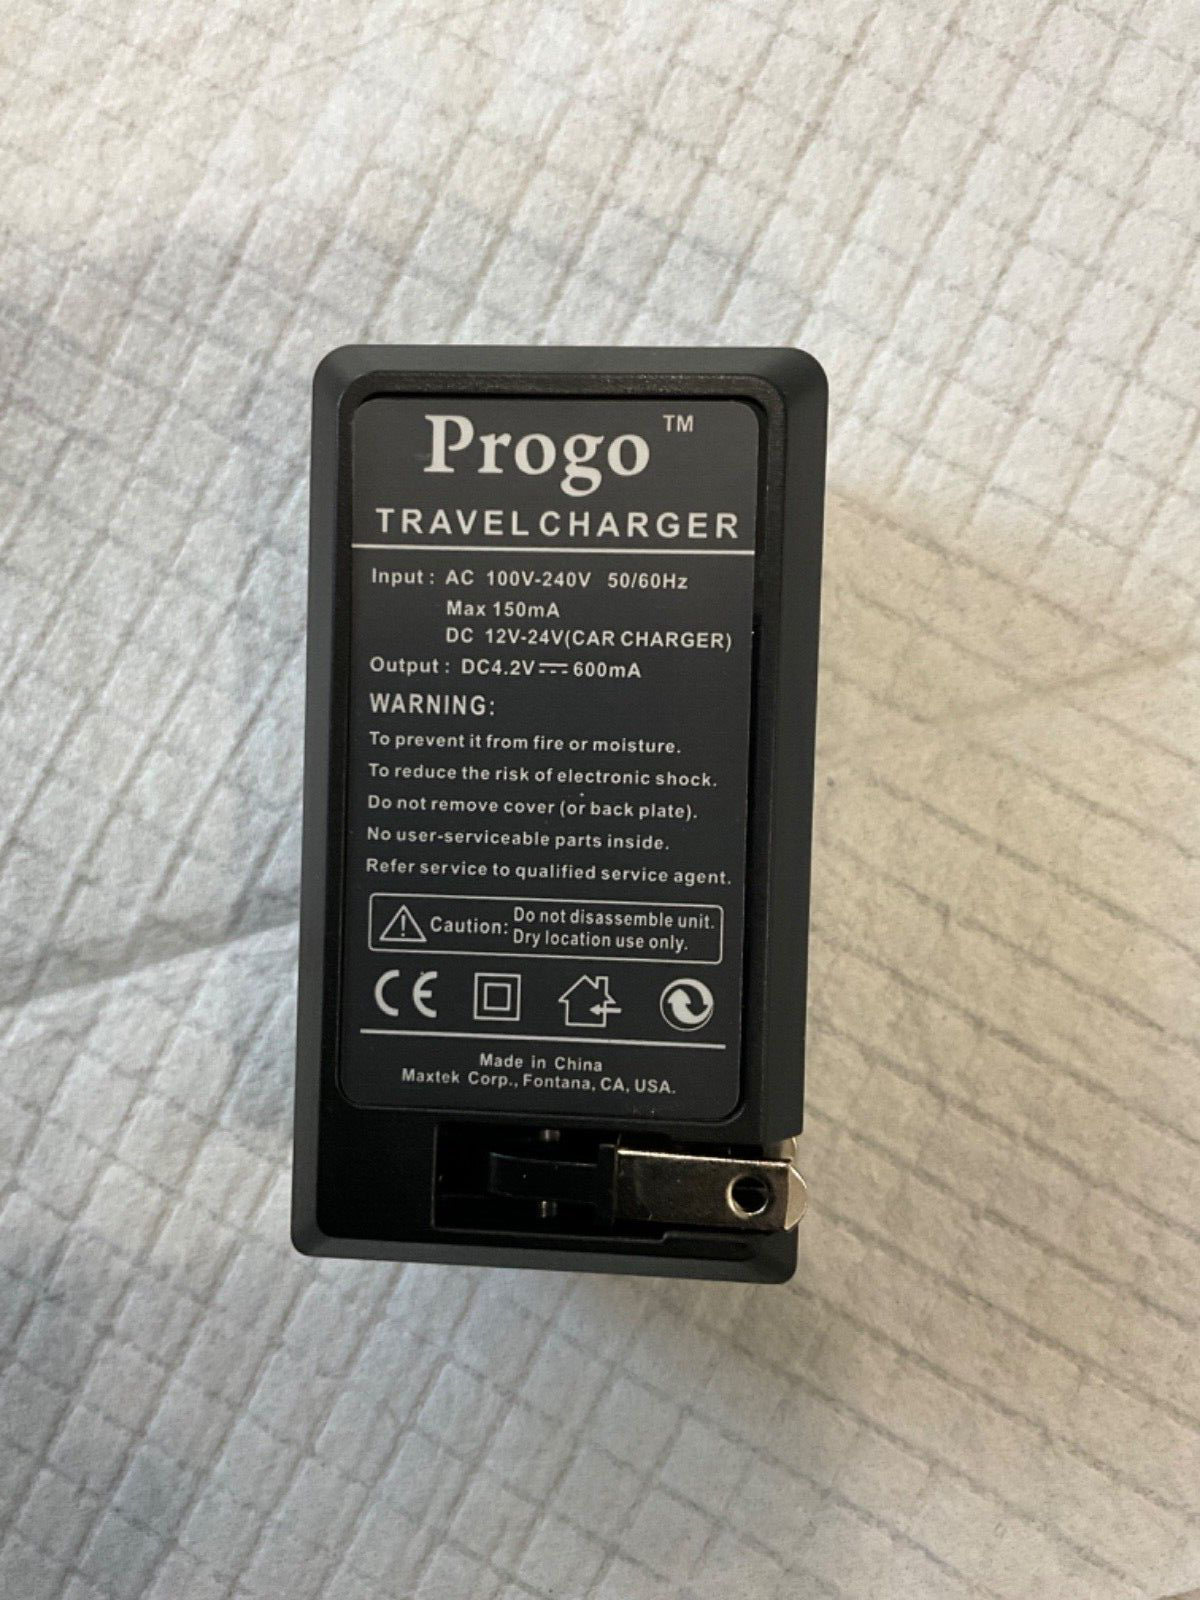 Progo™
TRAVEL CHARGER
Input : AC 100V-240V 50/60Hz
Max 150mA
DC 12V-24V(CAR CHARGER)
Output : DC4.2V⎓600mA
WARNING:
To prevent it from fire or moisture.
To reduce the risk of electronic shock.
Do not remove cover (or back plate).
No user-serviceable parts inside.
Refer service to qualified service agent.
Caution: Do not disassemble unit.
Dry location use only.
CE
Made in China
Maxtek Corp., Fontana, CA, USA.